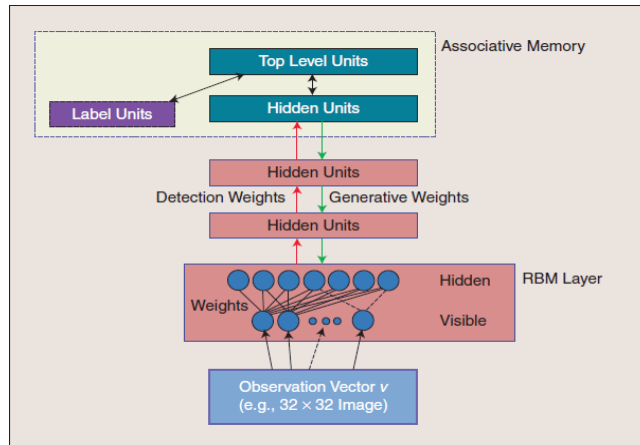 Associative Memory
Top Level Units
Hidden Units
Label Units
Hidden Units
Detection Weights
Generative Weights
Hidden Units
RBM Layer
Hidden
Weights
Visible
Observation Vector v
(e.g., 32 × 32 Image)